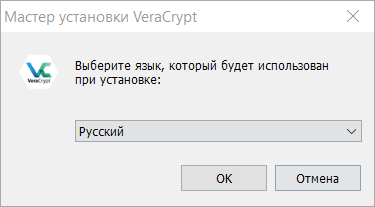 Мастер установки VeraCrypt
VeraCrypt
Выберите язык, который будет использован
при установке:
Русский
OK
Отмена